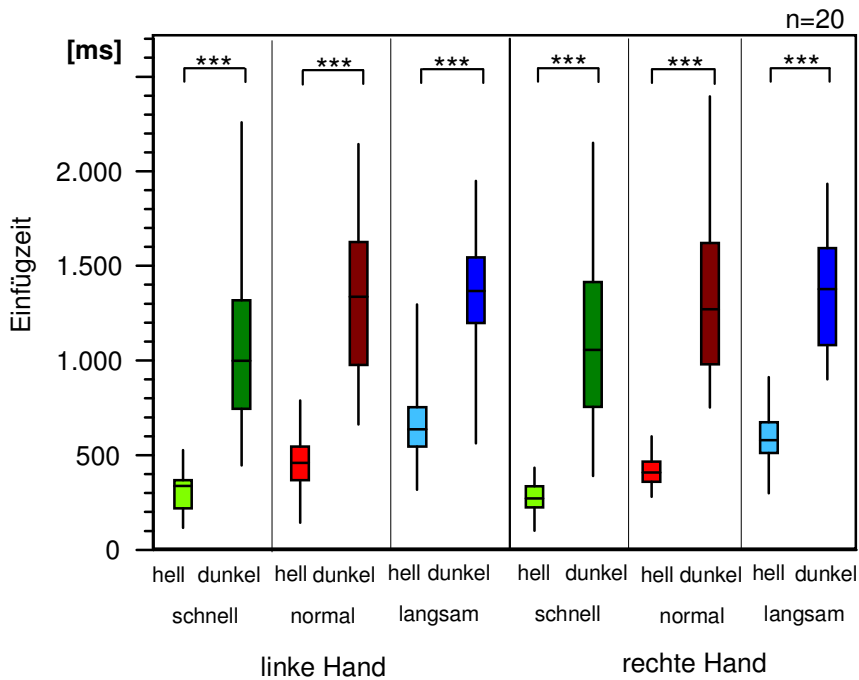 n=20
[ms]
*** *** *** *** *** ***
Einfügzeit
2.000
1.500
1.000
500
0
hell dunkel hell dunkel hell dunkel hell dunkel hell dunkel hell dunkel
schnell normal langsam schnell normal langsam
linke Hand rechte Hand